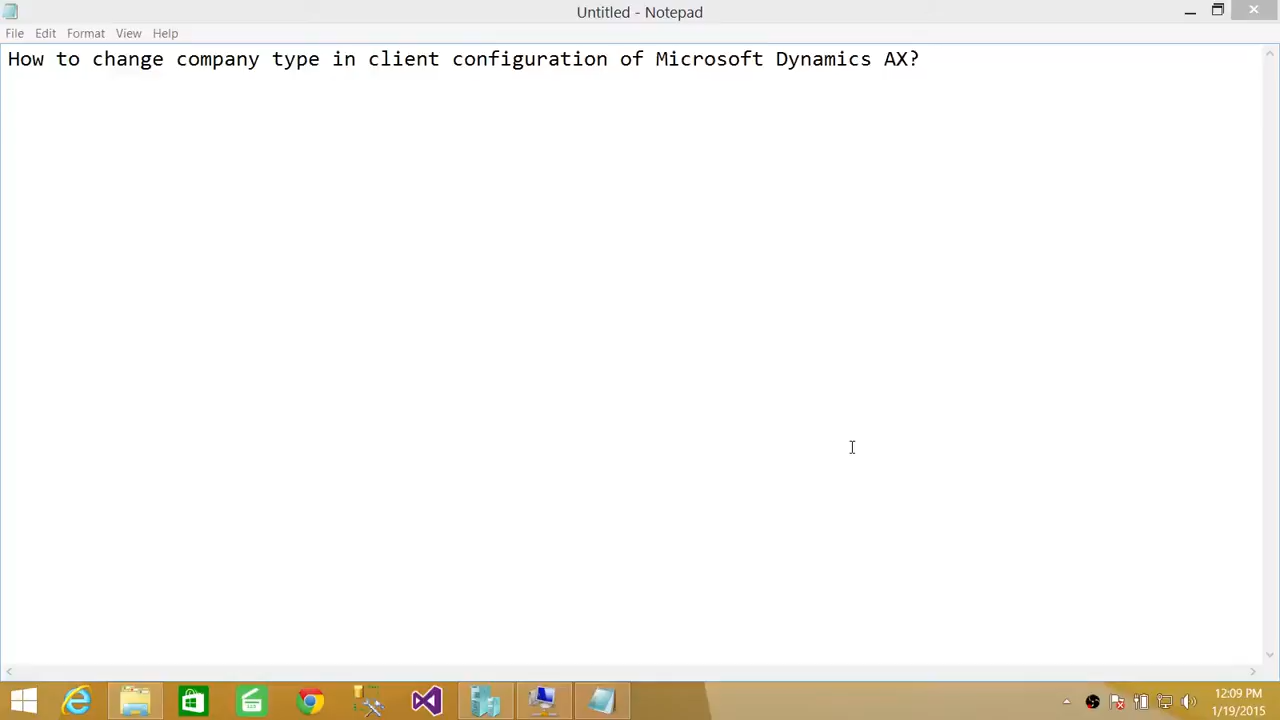 Untitled - Notepad
File Edit Format View Help
How to change company type in client configuration of Microsoft Dynamics AX?
12:09 PM
1/19/2015